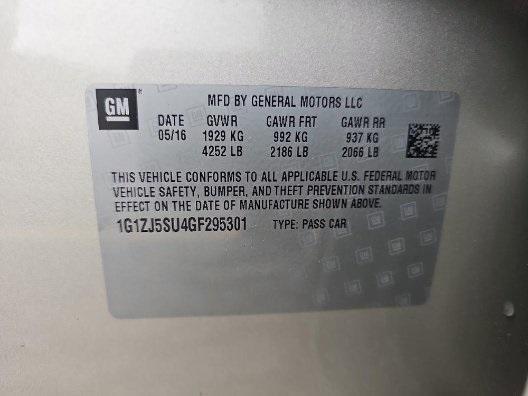 GM
MFD BY GENERAL MOTORS LLC
DATE GVWR GAWR FRT GAWR RR
05/16 1929 KG 992 KG 937 KG
4252 LB 2186 LB 2066 LB
THIS VEHICLE CONFORMS TO ALL APPLICABLE U.S. FEDERAL MOTOR
VEHICLE SAFETY, BUMPER, AND THEFT PREVENTION STANDARDS IN
EFFECT ON THE DATE OF MANUFACTURE SHOWN ABOVE.
1G1ZJ5SU4GF295301 TYPE: PASS CAR